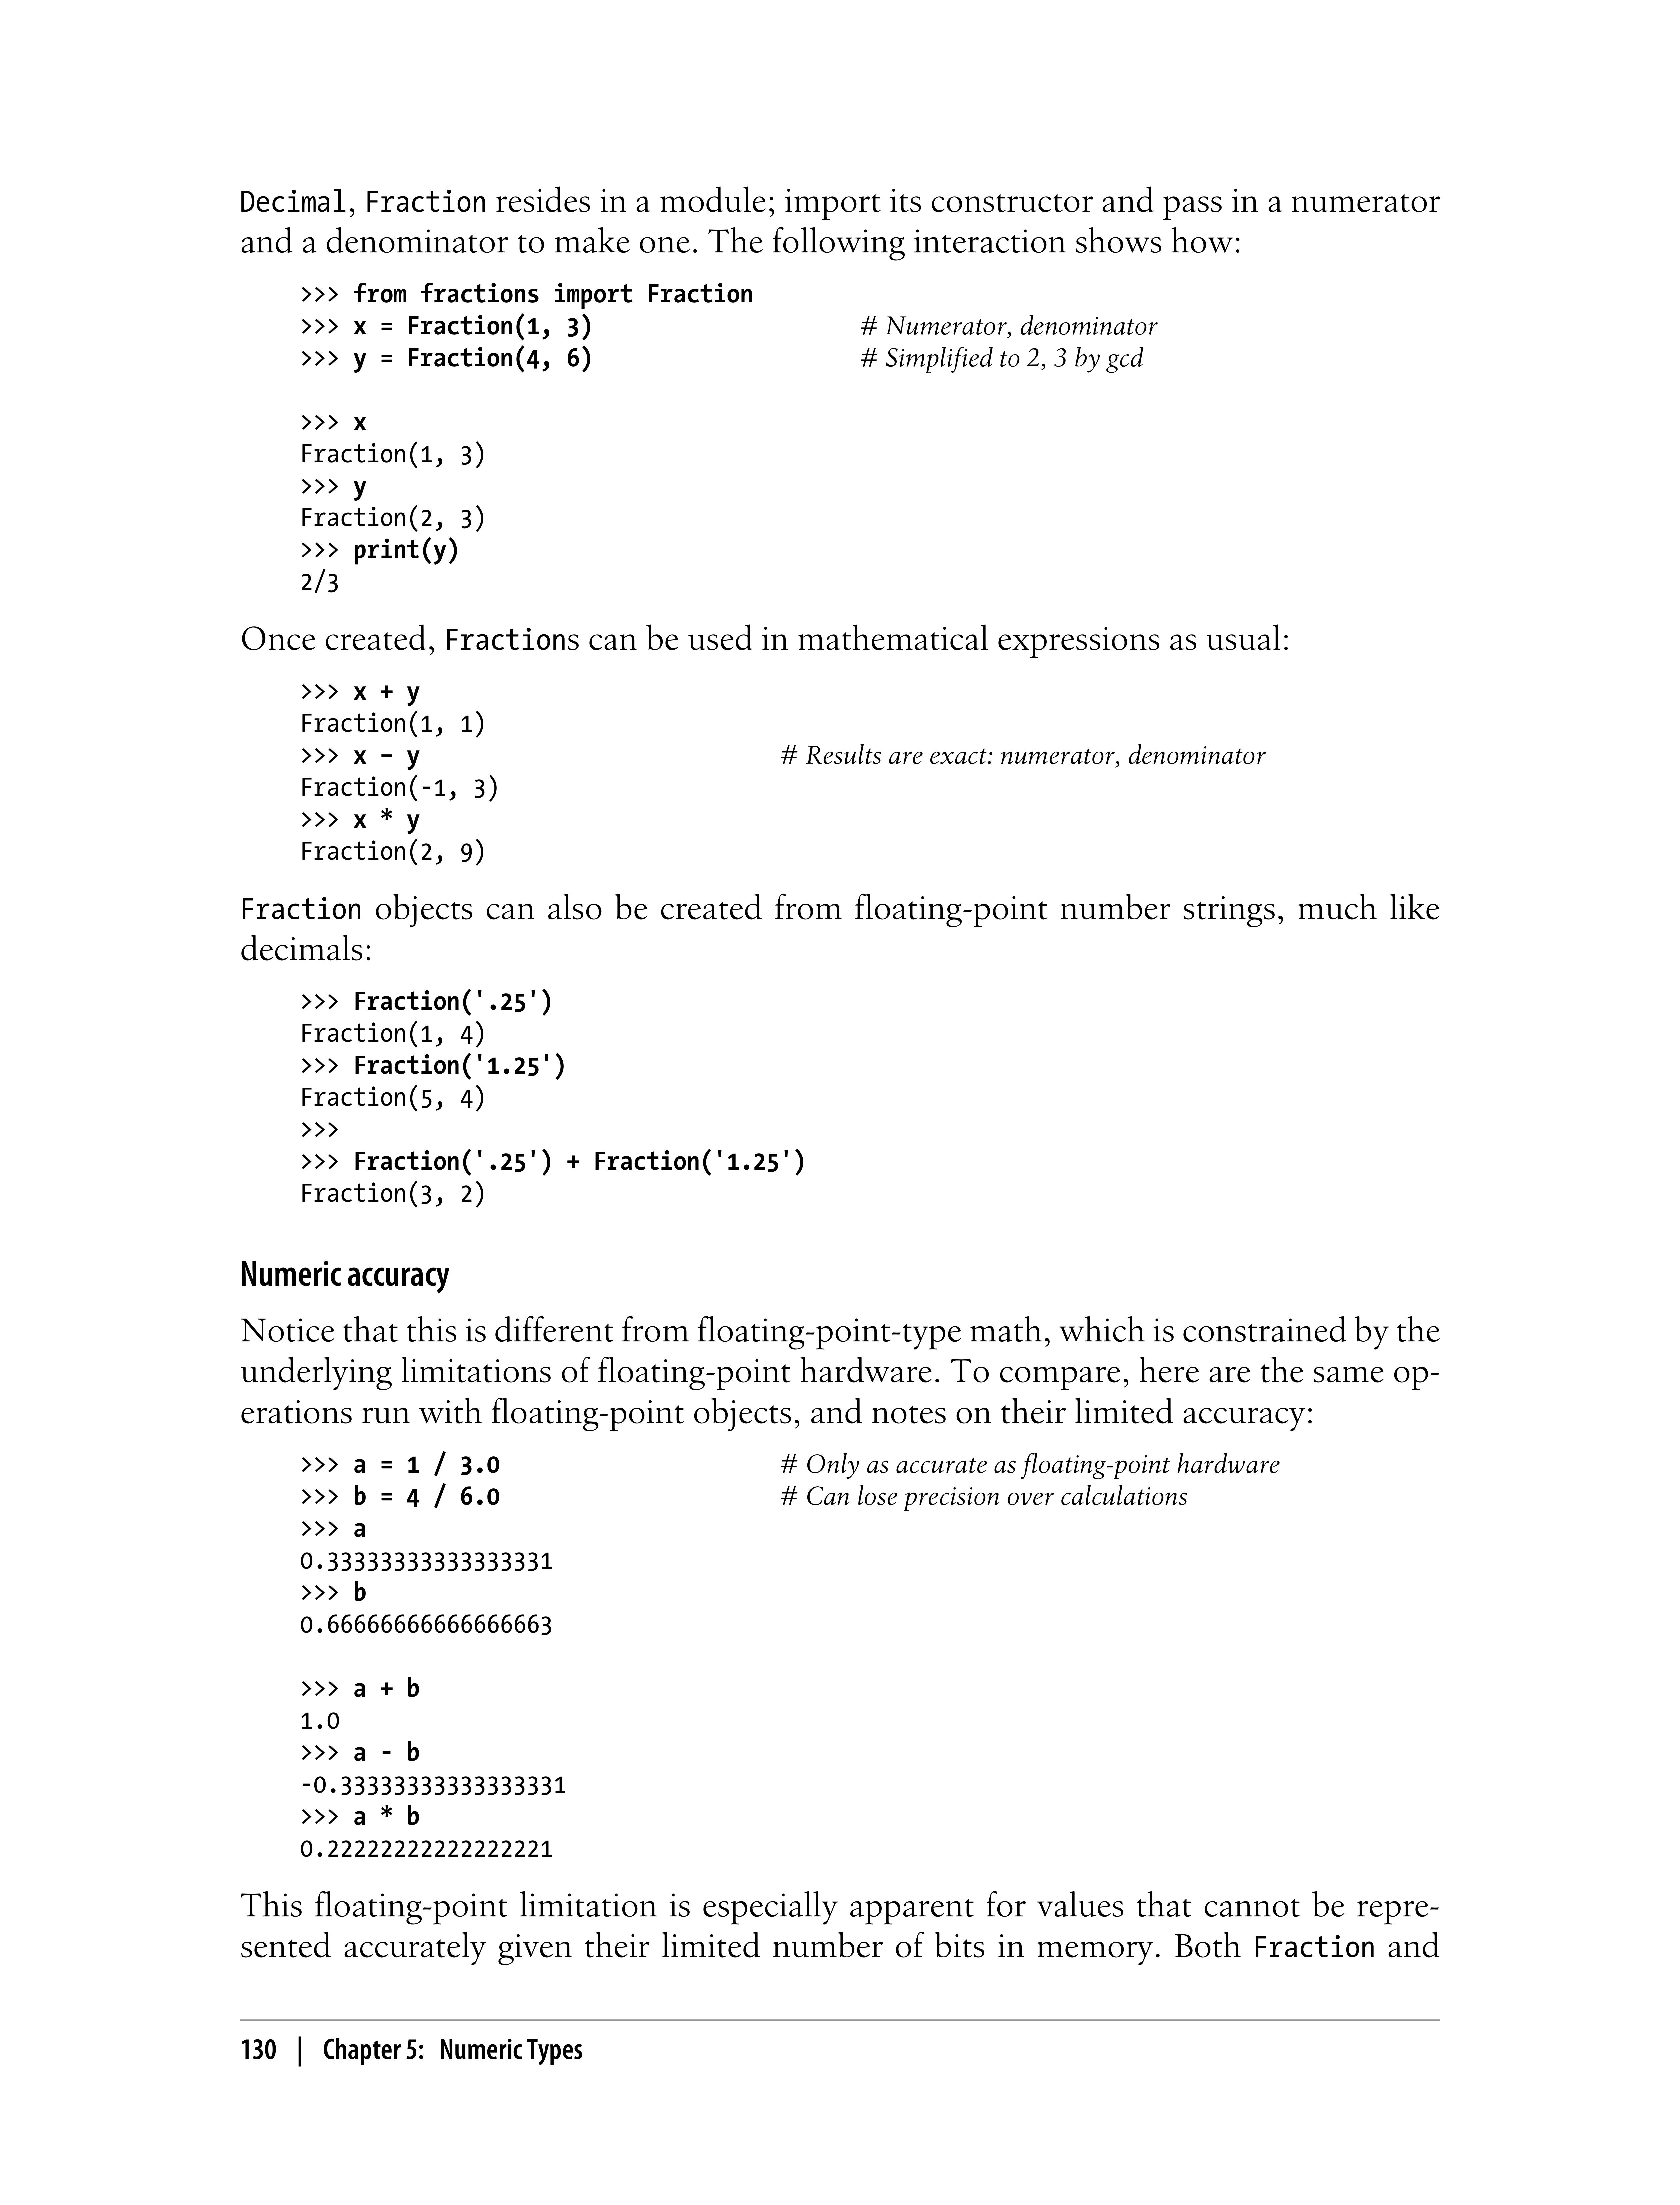 Decimal, Fraction resides in a module; import its constructor and pass in a numerator
and a denominator to make one. The following interaction shows how:
>>> from fractions import Fraction
>>> x = Fraction(1, 3) # Numerator, denominator
>>> y = Fraction(4, 6) # Simplified to 2, 3 by gcd
>>> x
Fraction(1, 3)
>>> y
Fraction(2, 3)
>>> print(y)
2/3
Once created, Fractions can be used in mathematical expressions as usual:
>>> x + y
Fraction(1, 1)
>>> x – y # Results are exact: numerator, denominator
Fraction(-1, 3)
>>> x * y
Fraction(2, 9)
Fraction objects can also be created from floating-point number strings, much like
decimals:
>>> Fraction('.25')
Fraction(1, 4)
>>> Fraction('1.25')
Fraction(5, 4)
>>>
>>> Fraction('.25') + Fraction('1.25')
Fraction(3, 2)
Numeric accuracy
Notice that this is different from floating-point-type math, which is constrained by the
underlying limitations of floating-point hardware. To compare, here are the same op-
erations run with floating-point objects, and notes on their limited accuracy:
>>> a = 1 / 3.0 # Only as accurate as floating-point hardware
>>> b = 4 / 6.0 # Can lose precision over calculations
>>> a
0.33333333333333331
>>> b
0.66666666666666663
>>> a + b
1.0
>>> a - b
-0.33333333333333331
>>> a * b
0.22222222222222221
This floating-point limitation is especially apparent for values that cannot be repre-
sented accurately given their limited number of bits in memory. Both Fraction and
130 | Chapter 5: Numeric Types